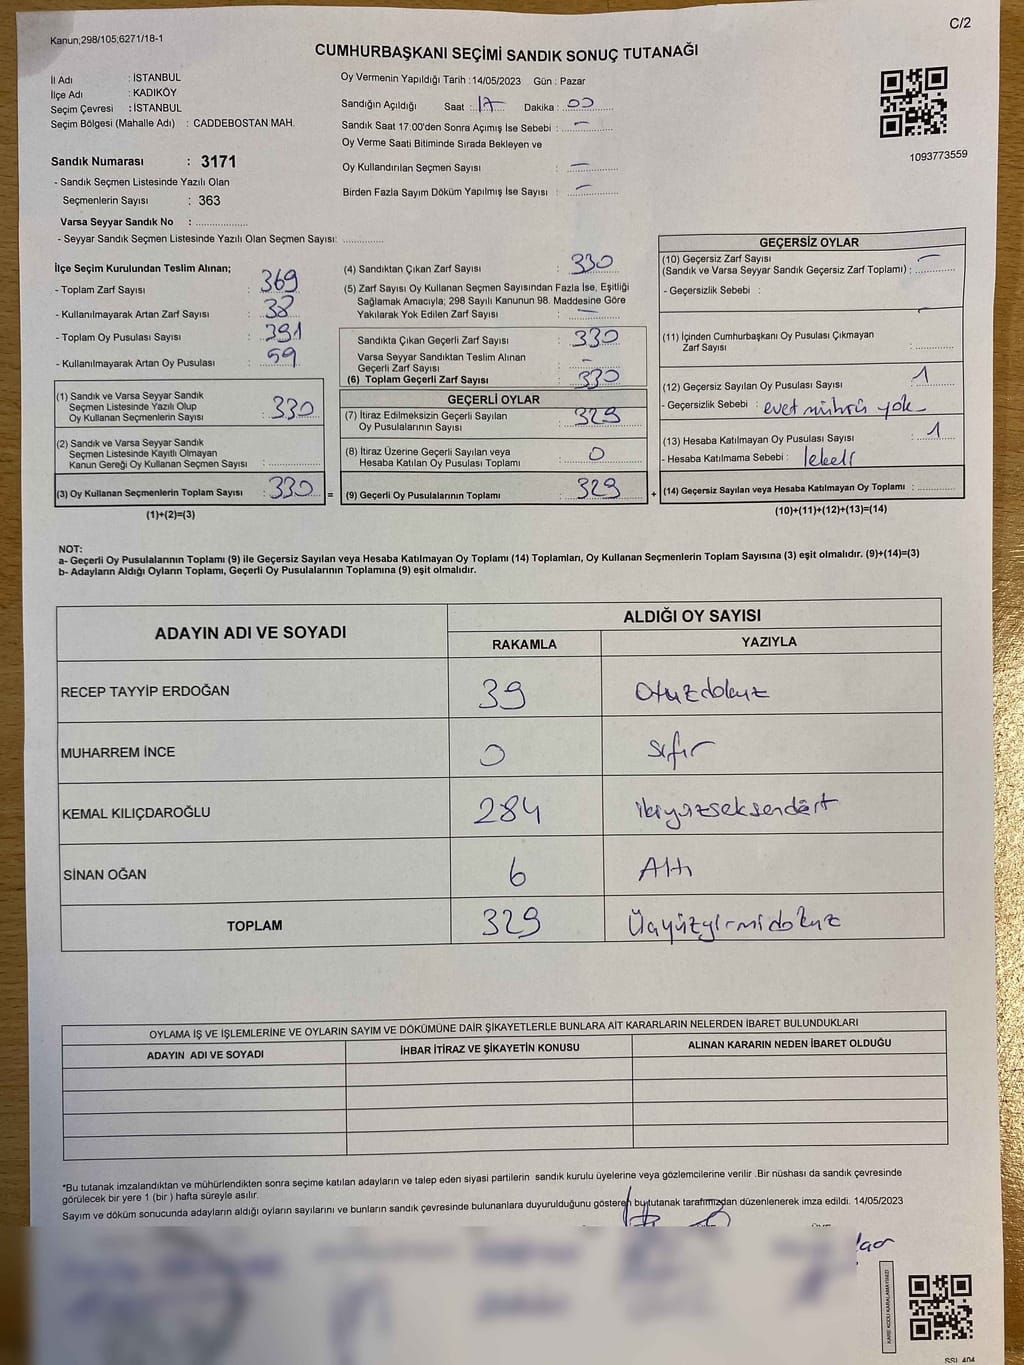 C/2
Kanun;298/105;6271/18-1
CUMHURBAŞKANI SEÇİMİ SANDIK SONUÇ TUTANAĞI
İl Adı : İSTANBUL
İlçe Adı : KADIKÖY
Seçim Çevresi : İSTANBUL
Seçim Bölgesi (Mahalle Adı) : CADDEBOSTAN MAH.
Sandık Numarası : 3171
- Sandık Seçmen Listesinde Yazılı Olan
Seçmenlerin Sayısı : 363
Varsa Seyyar Sandık No : ..................
- Seyyar Sandık Seçmen Listesinde Yazılı Olan Seçmen Sayısı: .............
Oy Vermenin Yapıldığı Tarih :14/05/2023 Gün : Pazar
Sandığın Açıldığı Saat : 17 Dakika : 00
Sandık Saat 17:00'den Sonra Açımış İse Sebebi : —
Oy Verme Saati Bitiminde Sırada Bekleyen ve
Oy Kullandırılan Seçmen Sayısı : —
Birden Fazla Sayım Döküm Yapılmış İse Sayısı : —
1093773559
İlçe Seçim Kurulundan Teslim Alınan;
- Toplam Zarf Sayısı : 369
- Kullanılmayarak Artan Zarf Sayısı : 38
- Toplam Oy Pusulası Sayısı : 391
- Kullanılmayarak Artan Oy Pusulası : 59
(1) Sandık ve Varsa Seyyar Sandık
Seçmen Listesinde Yazılı Olup
Oy Kullanan Seçmenlerin Sayısı : 330
(2) Sandık ve Varsa Seyyar Sandık
Seçmen Listesinde Kayıtlı Olmayan
Kanun Gereği Oy Kullanan Seçmen Sayısı : .............
(3) Oy Kullanan Seçmenlerin Toplam Sayısı : 330 =
(1)+(2)=(3)
(4) Sandıktan Çıkan Zarf Sayısı : 330
(5) Zarf Sayısı Oy Kullanan Seçmen Sayısından Fazla İse, Eşitliği
Sağlamak Amacıyla; 298 Sayılı Kanunun 98. Maddesine Göre
Yakılarak Yok Edilen Zarf Sayısı : —
Sandıkta Çıkan Geçerli Zarf Sayısı : 330
Varsa Seyyar Sandıktan Teslim Alınan
Geçerli Zarf Sayısı : —
(6) Toplam Geçerli Zarf Sayısı : 330
GEÇERLİ OYLAR
(7) İtiraz Edilmeksizin Geçerli Sayılan
Oy Pusulalarının Sayısı : 329
(8) İtiraz Üzerine Geçerli Sayılan veya
Hesaba Katılan Oy Pusulası Toplamı : 0
(9) Geçerli Oy Pusulalarının Toplamı : 329 +
GEÇERSİZ OYLAR
(10) Geçersiz Zarf Sayısı
(Sandık ve Varsa Seyyar Sandık Geçersiz Zarf Toplamı) : —
- Geçersizlik Sebebi :
(11) İçinden Cumhurbaşkanı Oy Pusulası Çıkmayan
Zarf Sayısı : —
(12) Geçersiz Sayılan Oy Pusulası Sayısı : 1
- Geçersizlik Sebebi : evet mührü yok
(13) Hesaba Katılmayan Oy Pusulası Sayısı : 1
- Hesaba Katılmama Sebebi : lekeli
(14) Geçersiz Sayılan veya Hesaba Katılmayan Oy Toplamı : .............
(10)+(11)+(12)+(13)=(14)
NOT:
a- Geçerli Oy Pusulalarının Toplamı (9) ile Geçersiz Sayılan veya Hesaba Katılmayan Oy Toplamı (14) Toplamları, Oy Kullanan Seçmenlerin Toplam Sayısına (3) eşit olmalıdır. (9)+(14)=(3)
b- Adayların Aldığı Oyların Toplamı, Geçerli Oy Pusulalarının Toplamına (9) eşit olmalıdır.
ADAYIN ADI VE SOYADI ALDIĞI OY SAYISI
RAKAMLA YAZIYLA
RECEP TAYYİP ERDOĞAN 39 Otuzdokuz
MUHARREM İNCE 0 sıfır
KEMAL KILIÇDAROĞLU 284 ikiyüzseksendört
SİNAN OĞAN 6 Altı
TOPLAM 329 Üçyüzyirmidokuz
OYLAMA İŞ VE İŞLEMLERİNE VE OYLARIN SAYIM VE DÖKÜMÜNE DAİR ŞİKAYETLERLE BUNLARA AİT KARARLARIN NELERDEN İBARET BULUNDUKLARI
ADAYIN ADI VE SOYADI İHBAR İTİRAZ VE ŞİKAYETİN KONUSU ALINAN KARARIN NEDEN İBARET OLDUĞU
*Bu tutanak imzalandıktan ve mühürlendikten sonra seçime katılan adayların ve talep eden siyasi partilerin sandık kurulu üyelerine veya gözlemcilerine verilir .Bir nüshası da sandık çevresinde
görülecek bir yere 1 (bir ) hafta süreyle asılır.
Sayım ve döküm sonucunda adayların aldığı oyların sayılarını ve bunların sandık çevresinde bulunanlara duyurulduğunu gösteren bu tutanak tarafımızdan düzenlenerek imza edildi. 14/05/2023
KARE KODU KARALAMAYINIZ!